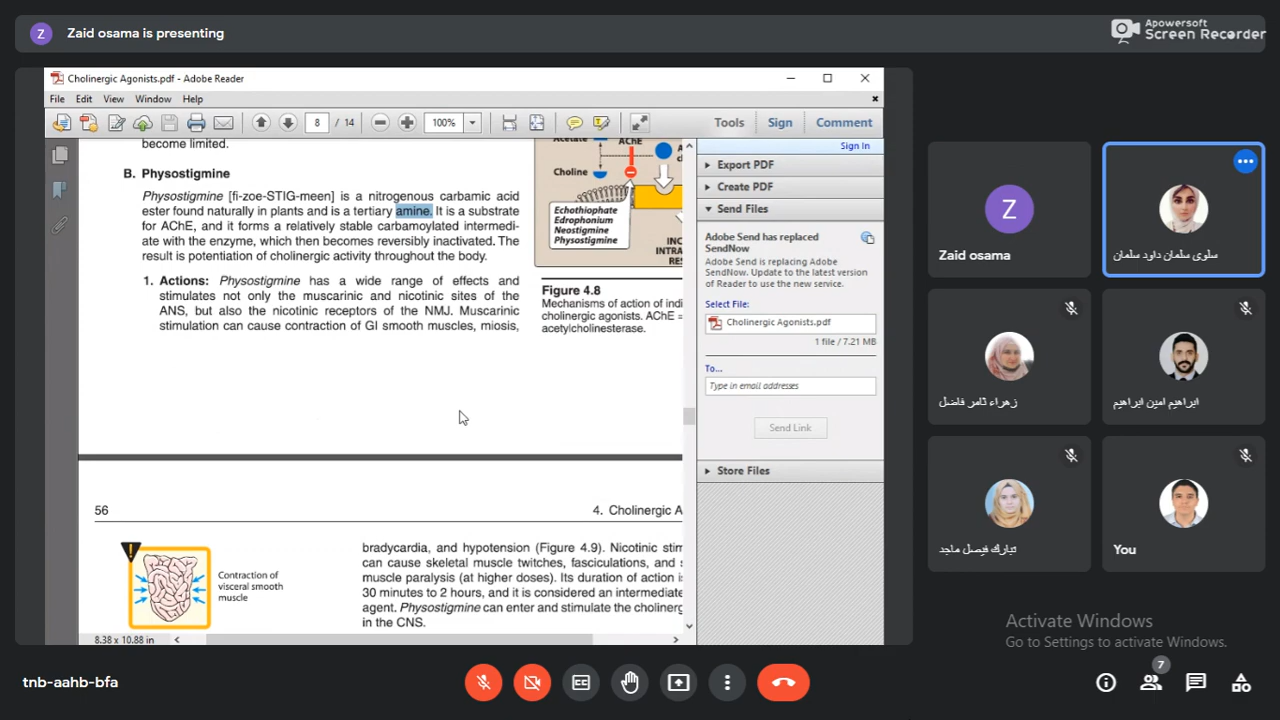 Z
Zaid osama is presenting
Apowersoft
Screen Recorder
Cholinergic Agonists.pdf - Adobe Reader
File Edit View Window Help
8 / 14
100%
Tools Sign Comment
become limited.
B. Physostigmine
Physostigmine [fi-zoe-STIG-meen] is a nitrogenous carbamic acid
ester found naturally in plants and is a tertiary amine. It is a substrate
for AChE, and it forms a relatively stable carbamoylated intermedi-
ate with the enzyme, which then becomes reversibly inactivated. The
result is potentiation of cholinergic activity throughout the body.
1. Actions: Physostigmine has a wide range of effects and
stimulates not only the muscarinic and nicotinic sites of the
ANS, but also the nicotinic receptors of the NMJ. Muscarinic
stimulation can cause contraction of GI smooth muscles, miosis,
Acetate
AChE
Choline
Echothiophate
Edrophonium
Neostigmine
Physostigmine
INTRA
Figure 4.8
Mechanisms of action of indi
cholinergic agonists. AChE =
acetylcholinesterase.
56
4. Cholinergic A
Contraction of
visceral smooth
muscle
bradycardia, and hypotension (Figure 4.9). Nicotinic stim
can cause skeletal muscle twitches, fasciculations, and s
muscle paralysis (at higher doses). Its duration of action is
30 minutes to 2 hours, and it is considered an intermediate
agent. Physostigmine can enter and stimulate the cholinerg
in the CNS.
8.38 x 10.88 in
Sign In
Export PDF
Create PDF
Send Files
Adobe Send has replaced
SendNow.
Adobe Send is replacing Adobe
SendNow. Update to the latest version
of Reader to use the new service.
Select File:
Cholinergic Agonists.pdf
1 file / 7.21 MB
To...
Type in email addresses
Send Link
Store Files
Z
Zaid osama
سلوى سلمان داود سلمان
زهراء ثامر فاضل
ابراهيم امين ابراهيم
تبارك فيصل ماجد
You
Activate Windows
Go to Settings to activate Windows.
tnb-aahb-bfa
7